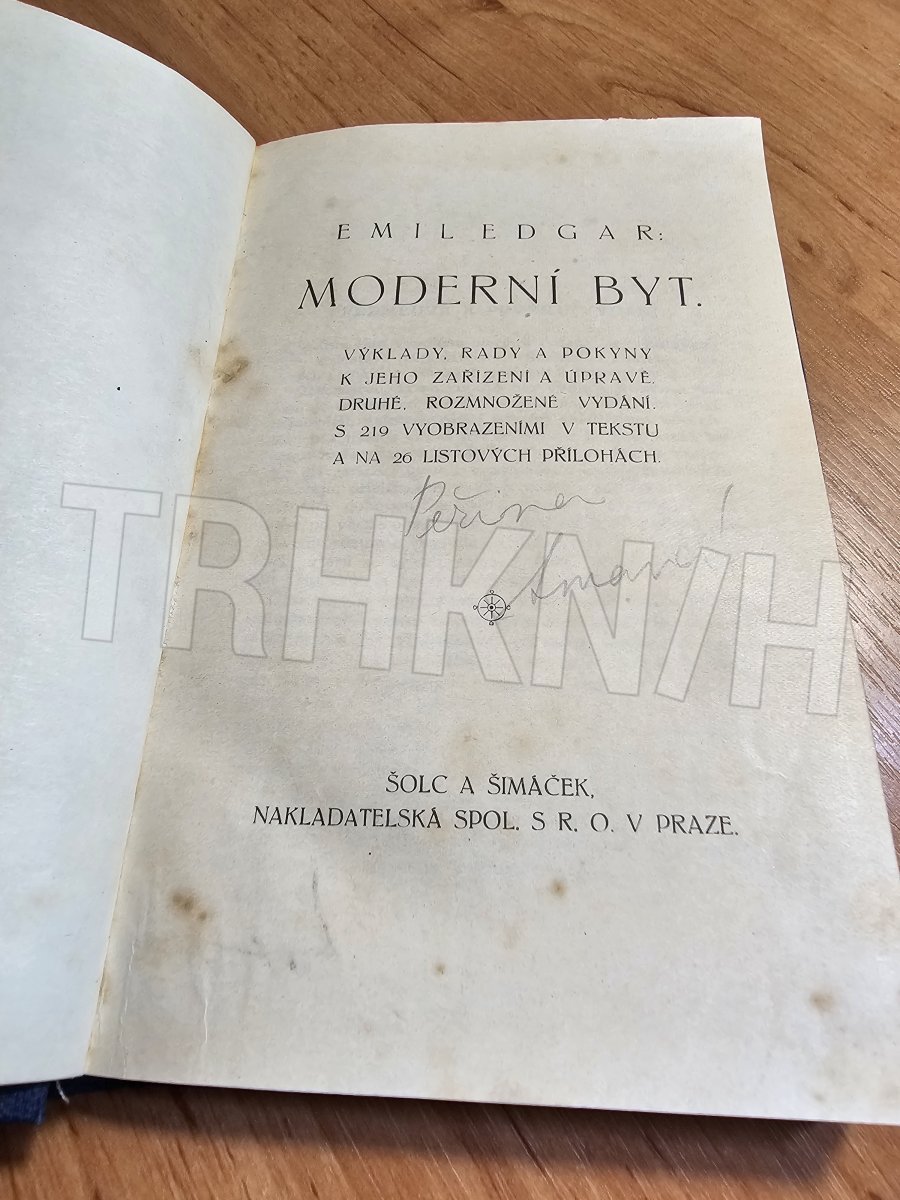 EMIL EDGAR:
MODERNÍ BYT.
VÝKLADY, RADY A POKYNY
K JEHO ZAŘÍZENÍ A ÚPRAVĚ.
DRUHÉ, ROZMNOŽENÉ VYDÁNÍ.
S 219 VYOBRAZENÍMI V TEKSTU
A NA 26 LISTOVÝCH PŘÍLOHÁCH.
Peřina
TRHKNIH
ŠOLC A ŠIMÁČEK,
NAKLADATELSKÁ SPOL. S R. O. V PRAZE.